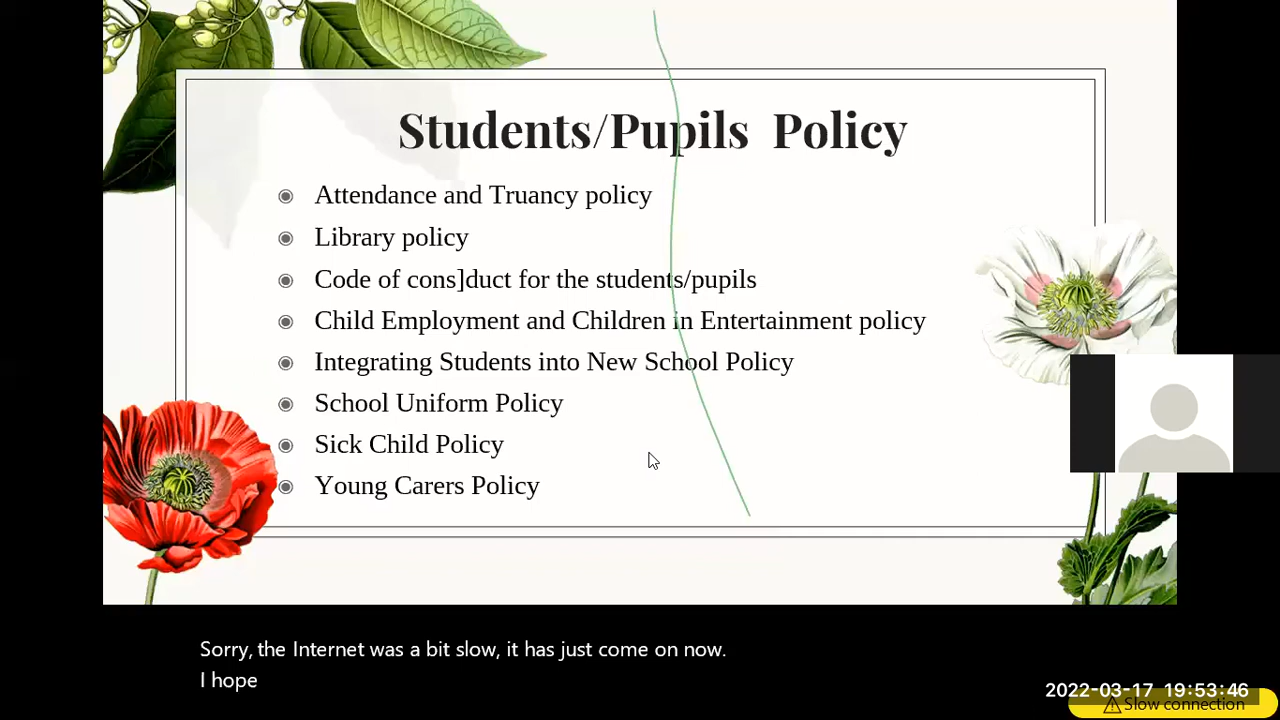 Students/Pupils Policy
Attendance and Truancy policy
Library policy
Code of cons]duct for the students/pupils
Child Employment and Children in Entertainment policy
Integrating Students into New School Policy
School Uniform Policy
Sick Child Policy
Young Carers Policy
Sorry, the Internet was a bit slow, it has just come on now.
I hope
2022-03-17 19:53:46
Slow connection